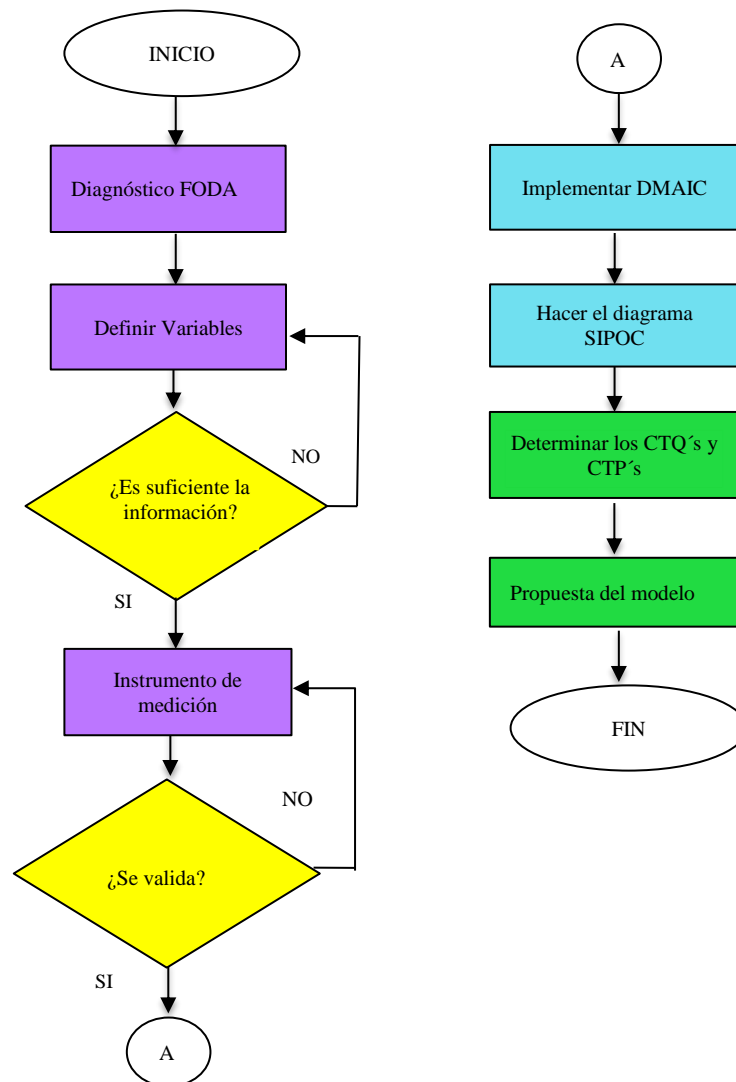 INICIO
Diagnóstico FODA
Definir Variables
NO
¿Es suficiente la
información?
SI
Instrumento de
medición
NO
¿Se valida?
SI
A
A
Implementar DMAIC
Hacer el diagrama
SIPOC
Determinar los CTQ´s y
CTP´s
Propuesta del modelo
FIN